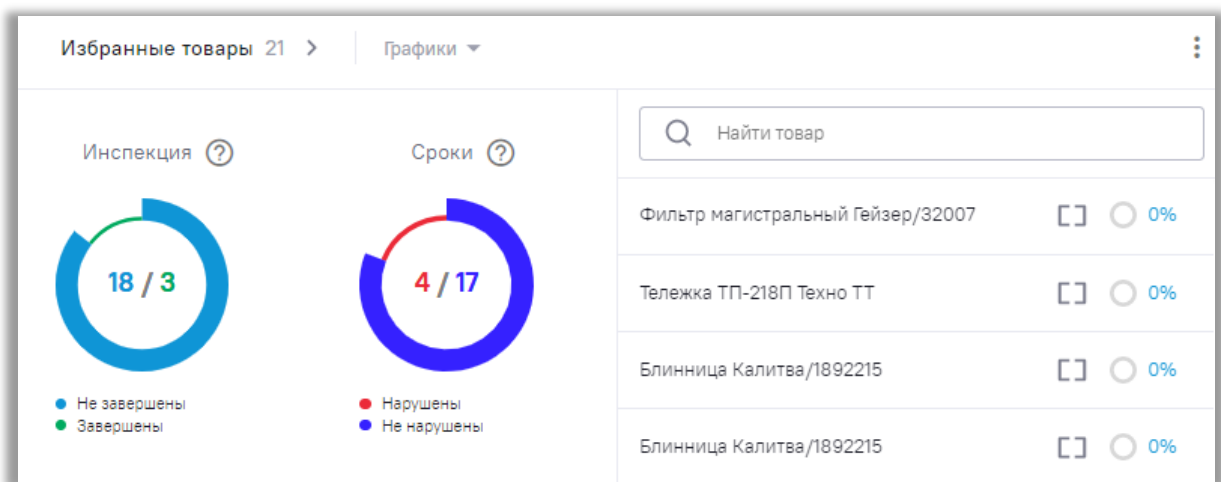 Избранные товары 21
Графики
Инспекция
Сроки
18 / 3
4 / 17
Не завершены
Завершены
Нарушены
Не нарушены
Найти товар
Фильтр магистральный Гейзер/32007 0%
Тележка ТП-218П Техно ТТ 0%
Блинница Калитва/1892215 0%
Блинница Калитва/1892215 0%